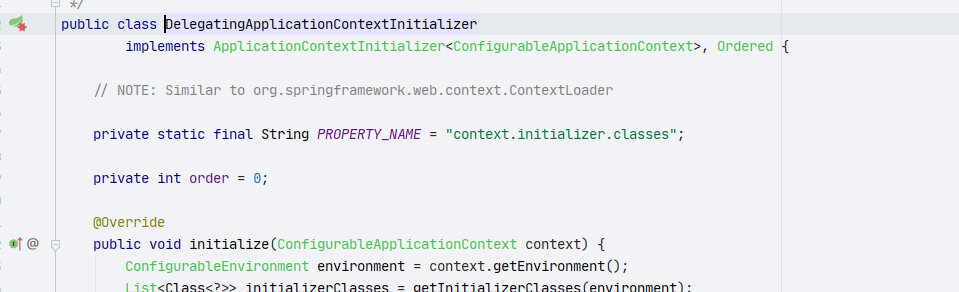 */
public class DelegatingApplicationContextInitializer
implements ApplicationContextInitializer<ConfigurableApplicationContext>, Ordered {
// NOTE: Similar to org.springframework.web.context.ContextLoader
private static final String PROPERTY_NAME = "context.initializer.classes";
private int order = 0;
@Override
@ public void initialize(ConfigurableApplicationContext context) {
ConfigurableEnvironment environment = context.getEnvironment();
List<Class<?>> initializerClasses = getInitializerClasses(environment);